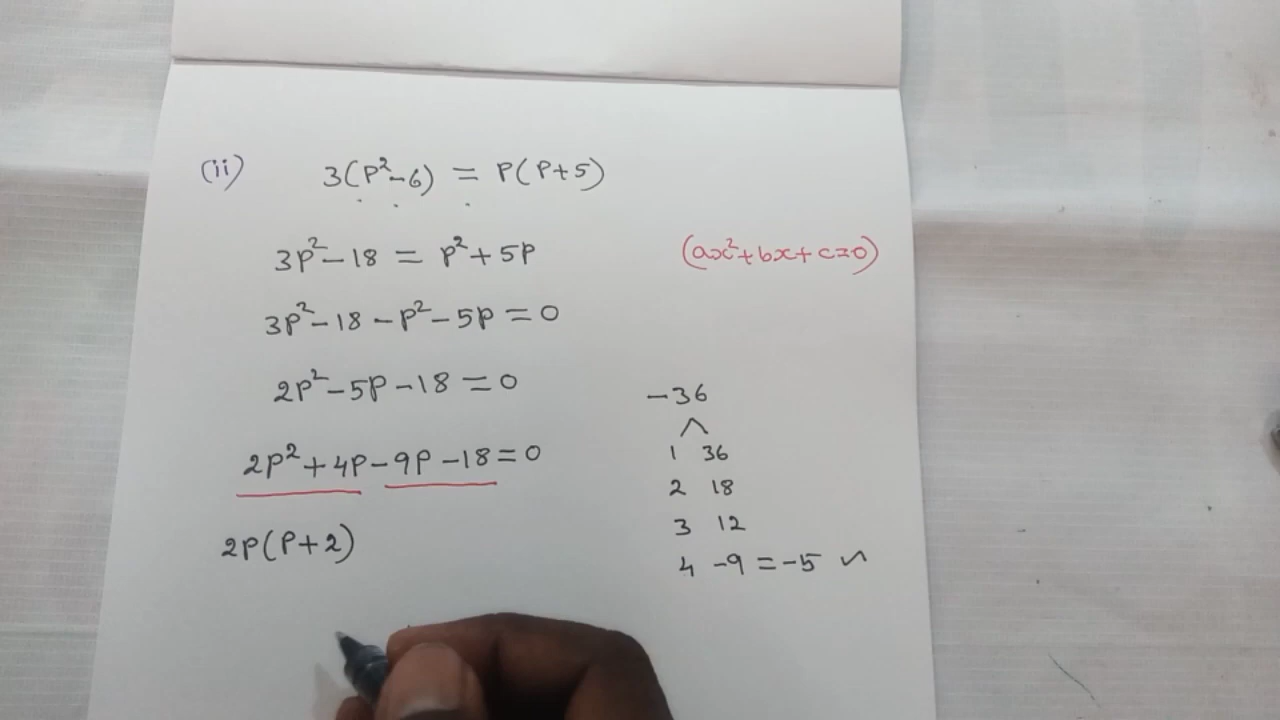 (ii) 3(P²-6) = P(P+5)
3P²-18 = P²+5P
(ax²+bx+c=0)
3P²-18-P²-5P=0
2P²-5P-18=0
2P²+4P-9P-18=0
2P(P+2)
-36
1 36
2 18
3 12
4 -9=-5